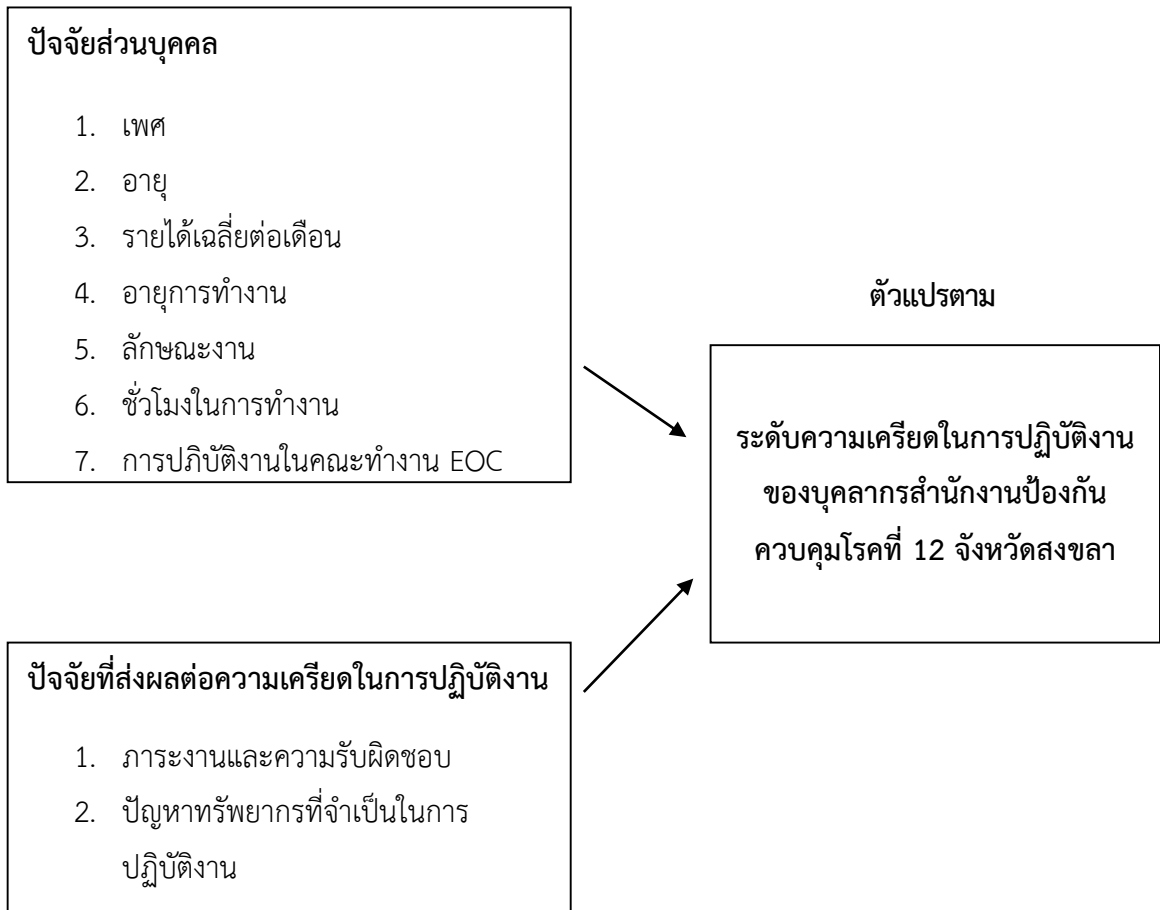 ปัจจัยส่วนบุคคล
1. เพศ
2. อายุ
3. รายได้เฉลี่ยต่อเดือน
4. อายุการทำงาน
5. ลักษณะงาน
6. ชั่วโมงในการทำงาน
7. การปภิบัติงานในคณะทำงาน EOC
ตัวแปรตาม
ระดับความเครียดในการปฏิบัติงาน
ของบุคลากรสำนักงานป้องกัน
ควบคุมโรคที่ 12 จังหวัดสงขลา
ปัจจัยที่ส่งผลต่อความเครียดในการปฏิบัติงาน
1. ภาระงานและความรับผิดชอบ
2. ปัญหาทรัพยากรที่จำเป็นในการ
ปฏิบัติงาน